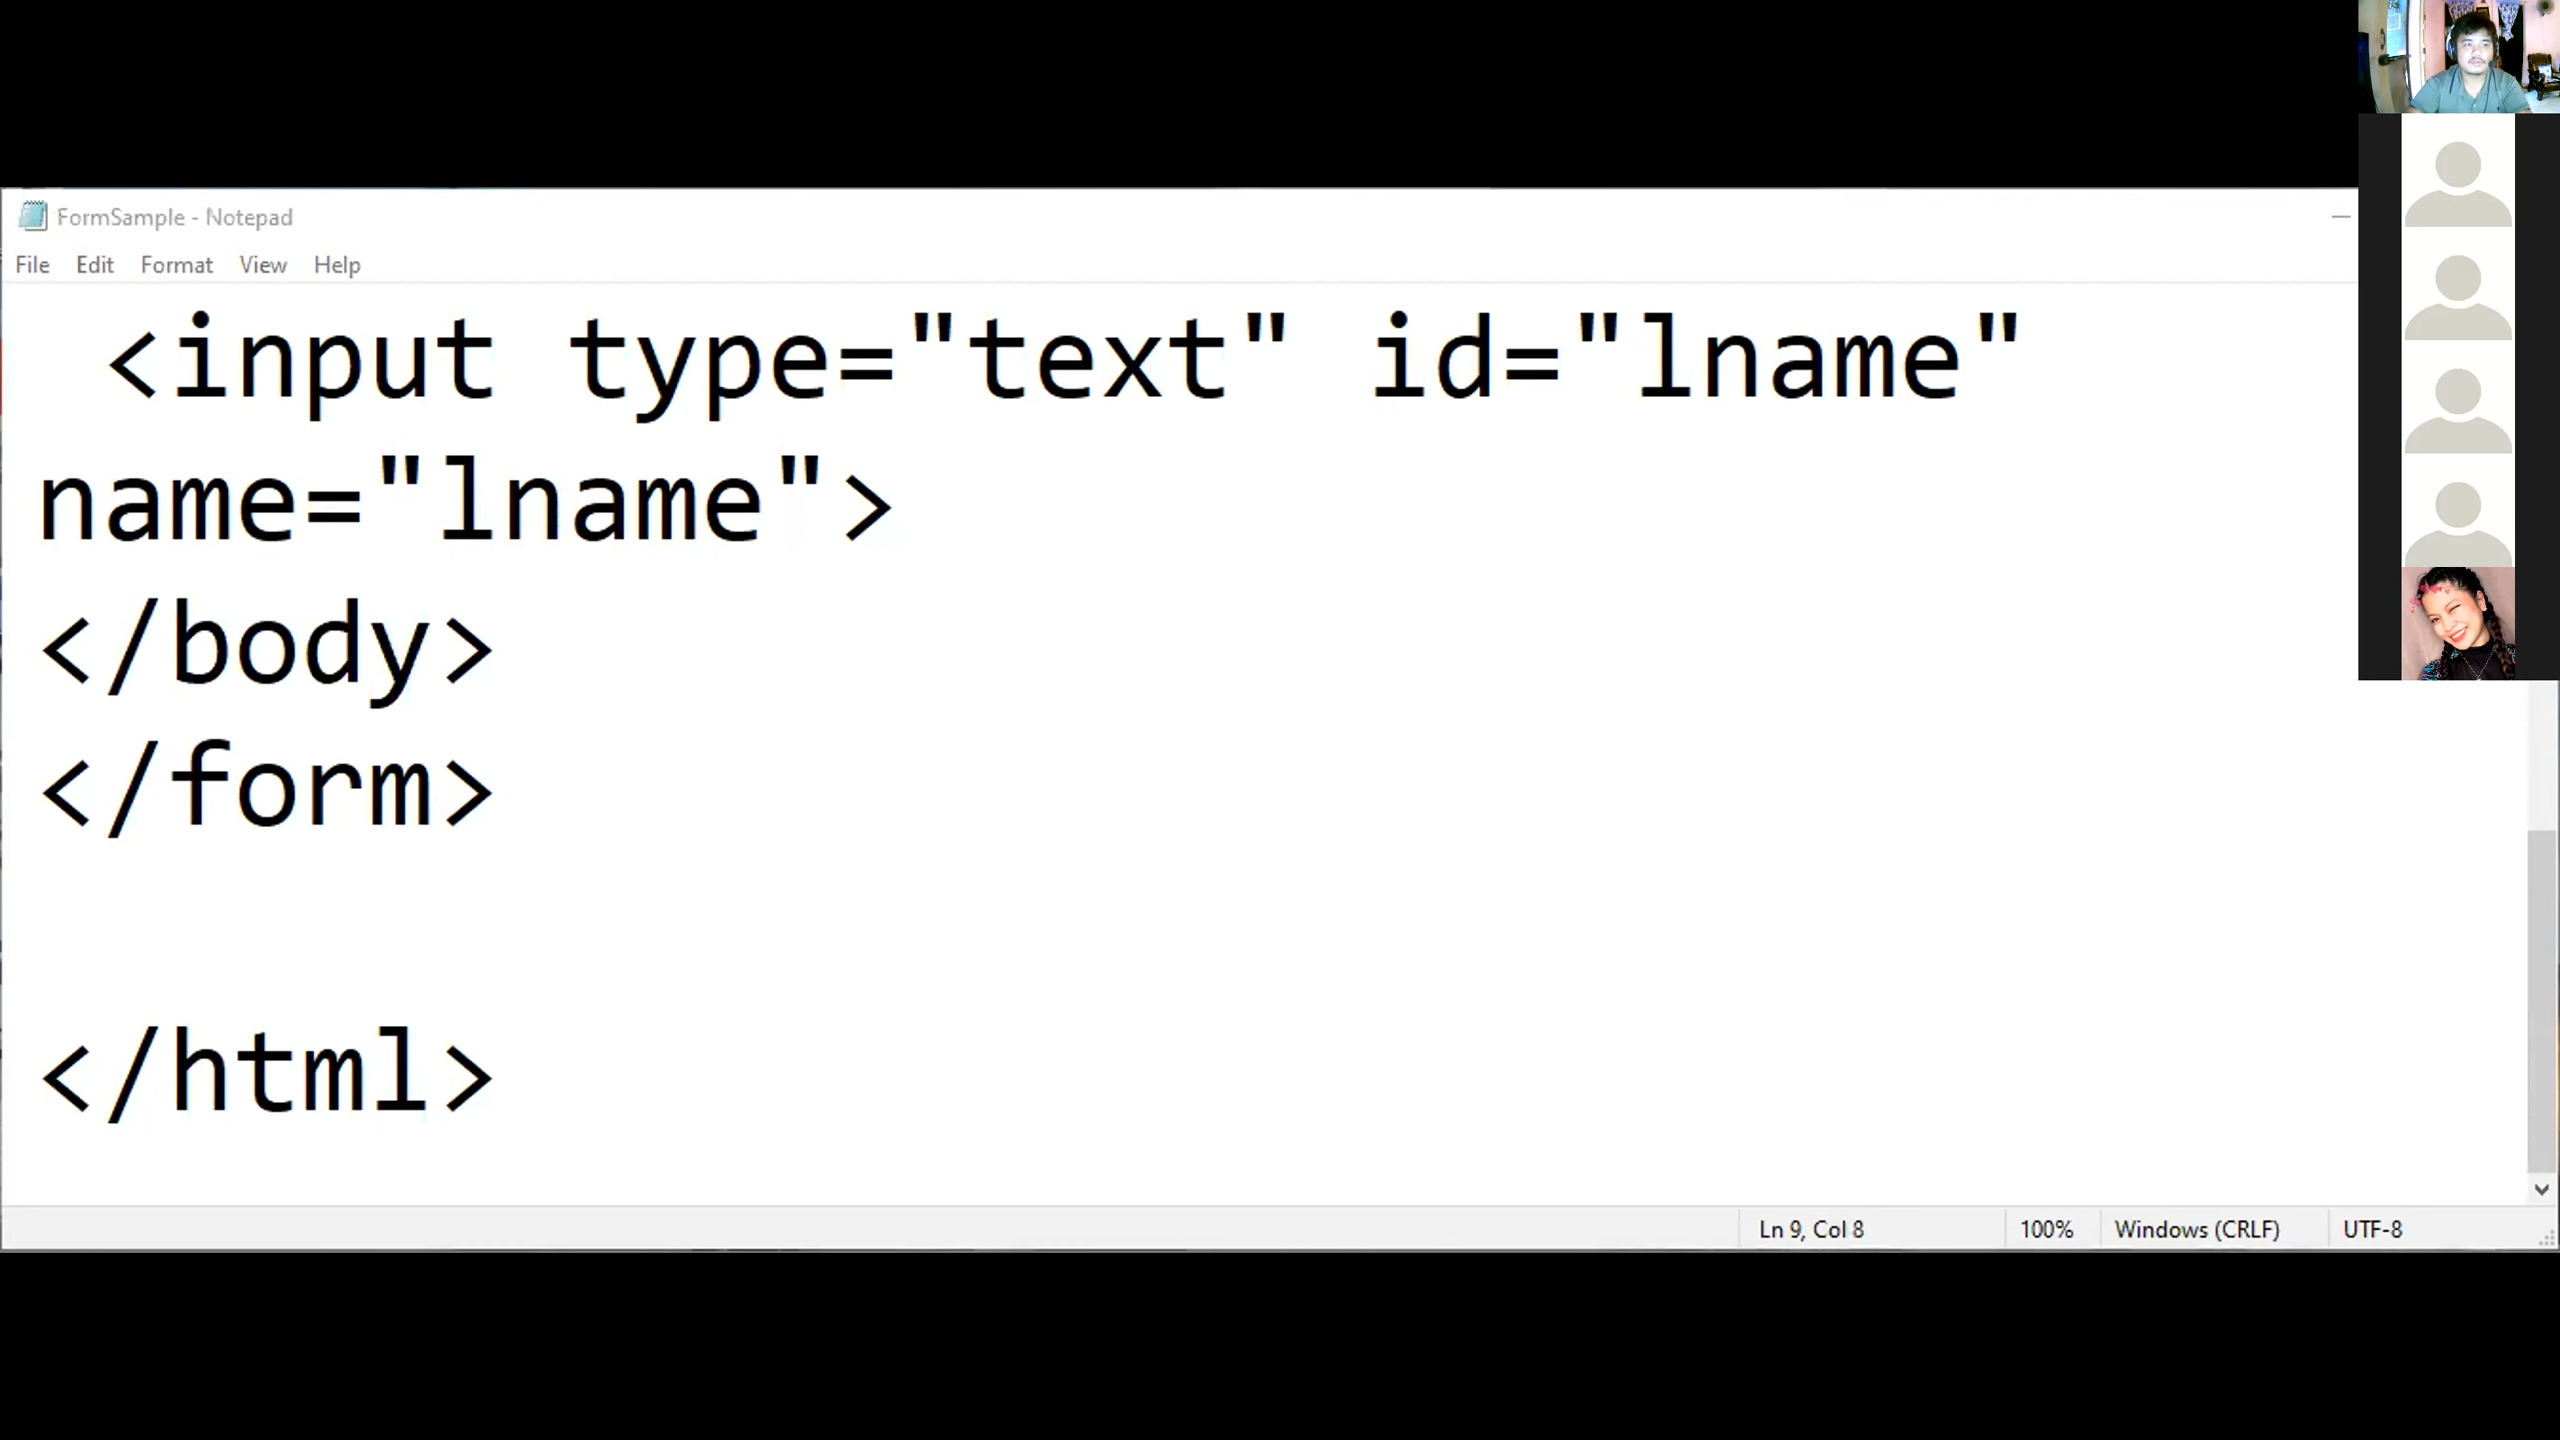 FormSample - Notepad
File Edit Format View Help
<input type="text" id="lname"
name="lname">
</body>
</form>
</html>
Ln 9, Col 8 100% Windows (CRLF) UTF-8